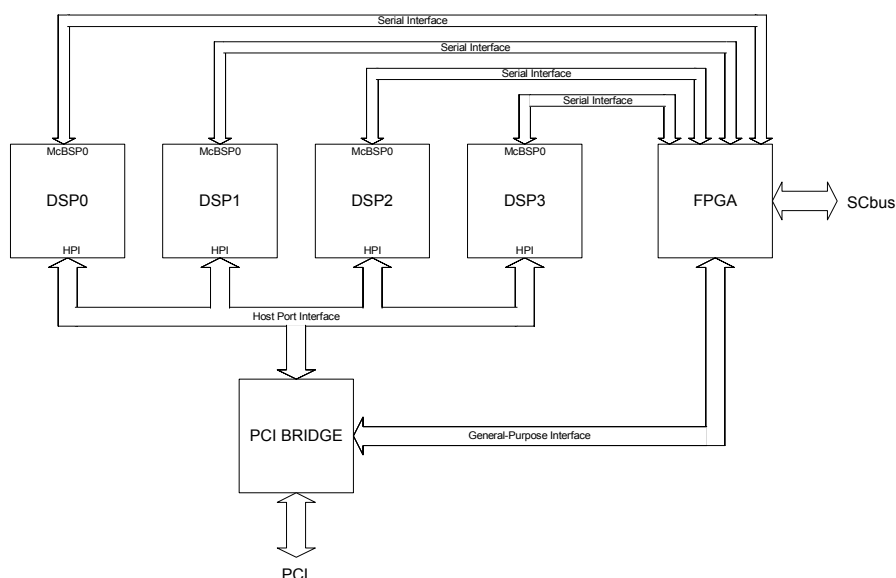 Serial Interface
Serial Interface
Serial Interface
Serial Interface
McBSP0
McBSP0
McBSP0
McBSP0
DSP0
DSP1
DSP2
DSP3
FPGA
SCbus
HPI
HPI
HPI
HPI
Host Port Interface
PCI BRIDGE
General-Purpose Interface
PCI